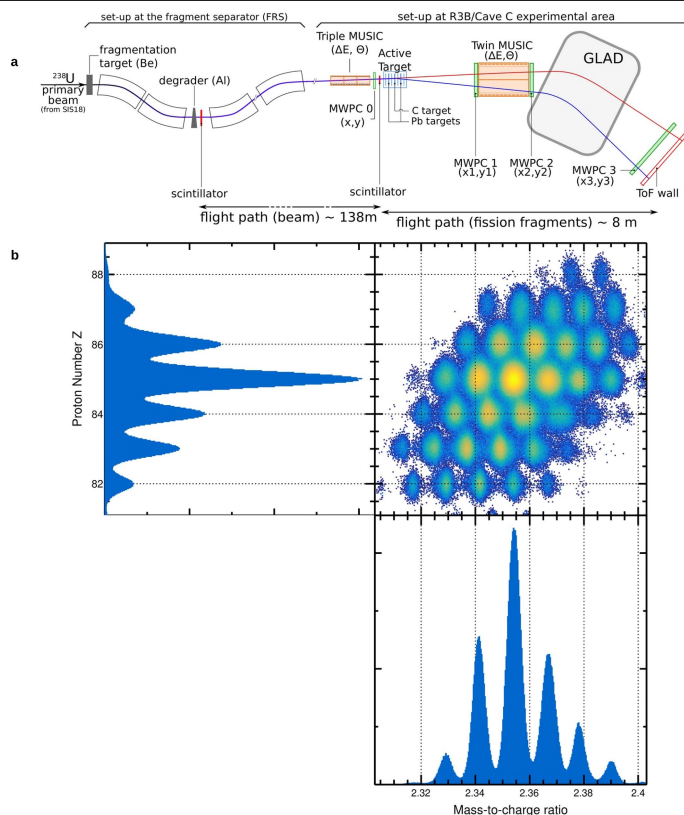 set-up at the fragment separator (FRS)
set-up at R3B/Cave C experimental area
a
fragmentation
target (Be)
238U
primary
beam
(from SIS18)
degrader (Al)
scintillator
Triple MUSIC
(ΔE, Θ)
MWPC 0
(x,y)
Active
Target
C target
Pb targets
scintillator
Twin MUSIC
(ΔE,Θ)
GLAD
MWPC 1
(x1,y1)
MWPC 2
(x2,y2)
MWPC 3
(x3,y3)
ToF wall
flight path (beam) ~ 138m
flight path (fission fragments) ~ 8 m
b
Proton Number Z
88
86
84
82
2.32
2.34
2.36
2.38
2.4
Mass-to-charge ratio